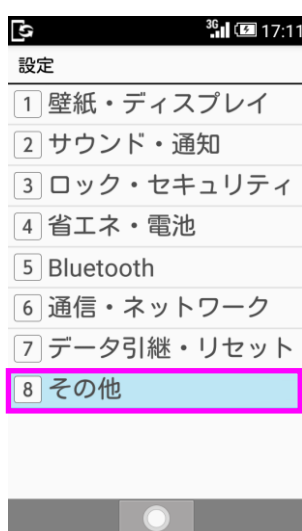 3G 17:11
設定
1 壁紙・ディスプレイ
2 サウンド・通知
3 ロック・セキュリティ
4 省エネ・電池
5 Bluetooth
6 通信・ネットワーク
7 データ引継・リセット
8 その他